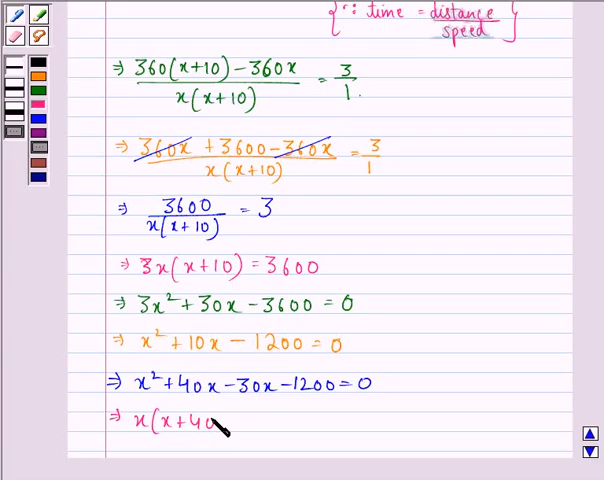 {∵ time = distance/speed}
⇒ 360(x+10) - 360x / x(x+10) = 3/1.
⇒ 360x + 3600 - 360x / x(x+10) = 3/1
⇒ 3600 / x(x+10) = 3
⇒ 3x(x+10) = 3600
⇒ 3x² + 30x - 3600 = 0
⇒ x² + 10x - 1200 = 0
⇒ x² + 40x - 30x - 1200 = 0
⇒ x(x+40